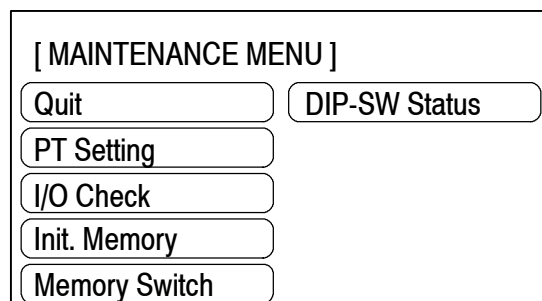 [ MAINTENANCE MENU ]
Quit
DIP-SW Status
PT Setting
I/O Check
Init. Memory
Memory Switch